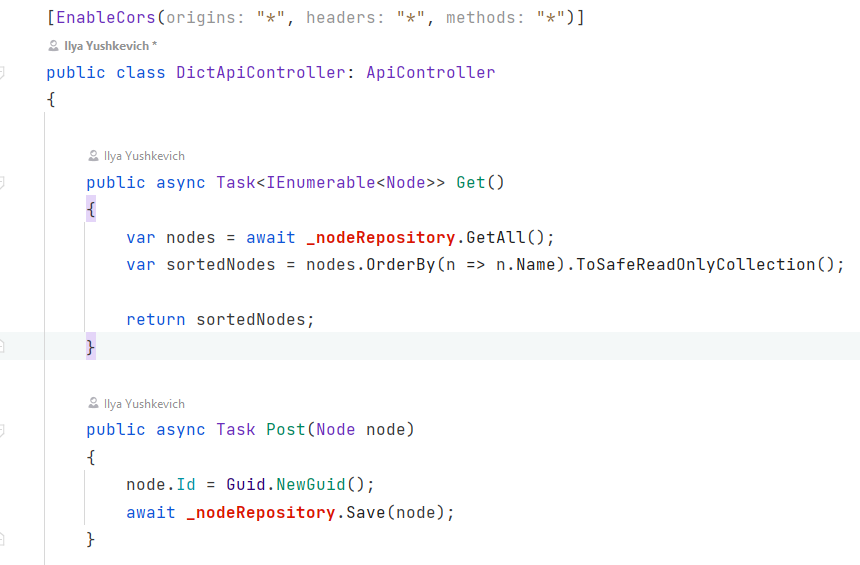 [EnableCors(origins: "*", headers: "*", methods: "*")]
Ilya Yushkevich *
public class DictApiController: ApiController
{
Ilya Yushkevich
public async Task<IEnumerable<Node>> Get()
{
var nodes = await _nodeRepository.GetAll();
var sortedNodes = nodes.OrderBy(n => n.Name).ToSafeReadOnlyCollection();
return sortedNodes;
}
Ilya Yushkevich
public async Task Post(Node node)
{
node.Id = Guid.NewGuid();
await _nodeRepository.Save(node);
}